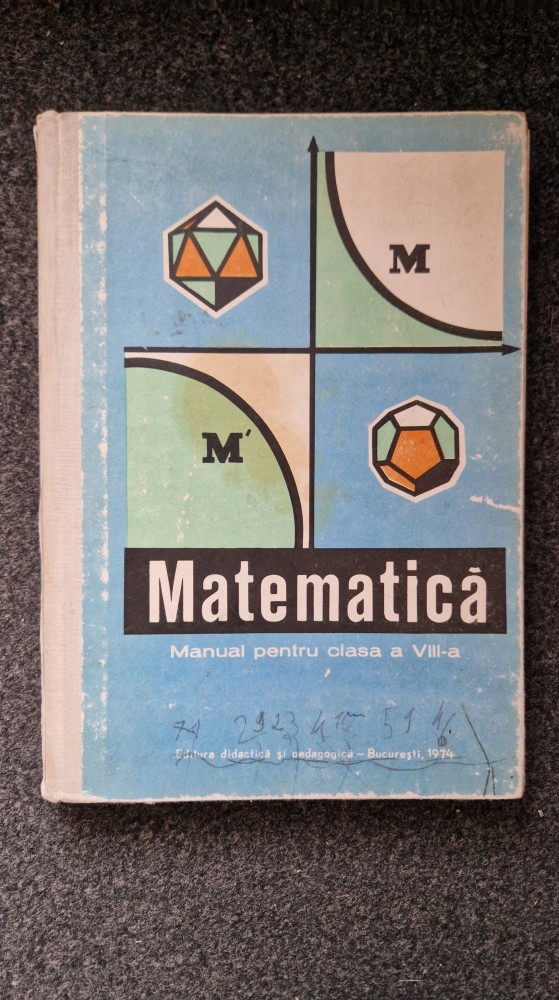 M
M′
Matematică
Manual pentru clasa a VIII-a
Editura didactică și pedagogică – București, 1974